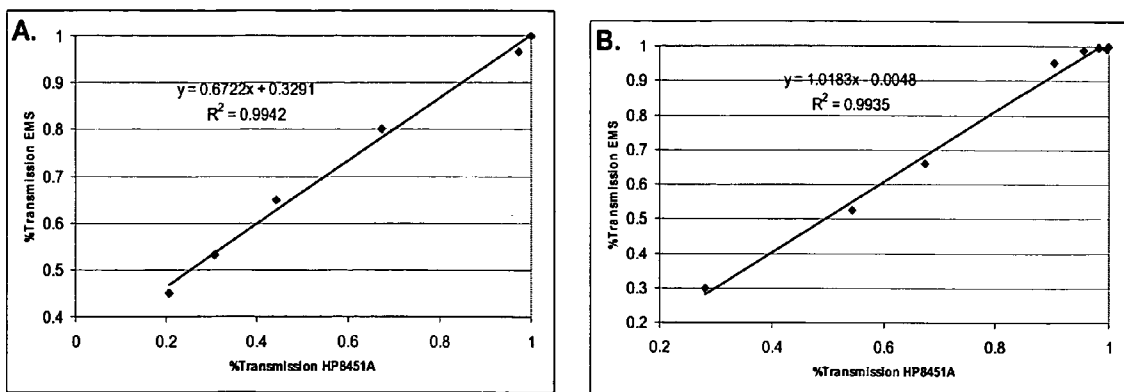 A.
1
0.9
0.8
0.7
0.6
0.5
0.4
%Transmission EMS
y = 0.6722x + 0.3291
R² = 0.9942
0
0.2
0.4
0.6
0.8
1
%Transmission HP8451A
B.
1
0.9
0.8
0.7
0.6
0.5
0.4
0.3
0.2
%Transmission EMS
y = 1.0183x - 0.0048
R² = 0.9935
0.2
0.4
0.6
0.8
1
%Transmission HP8451A